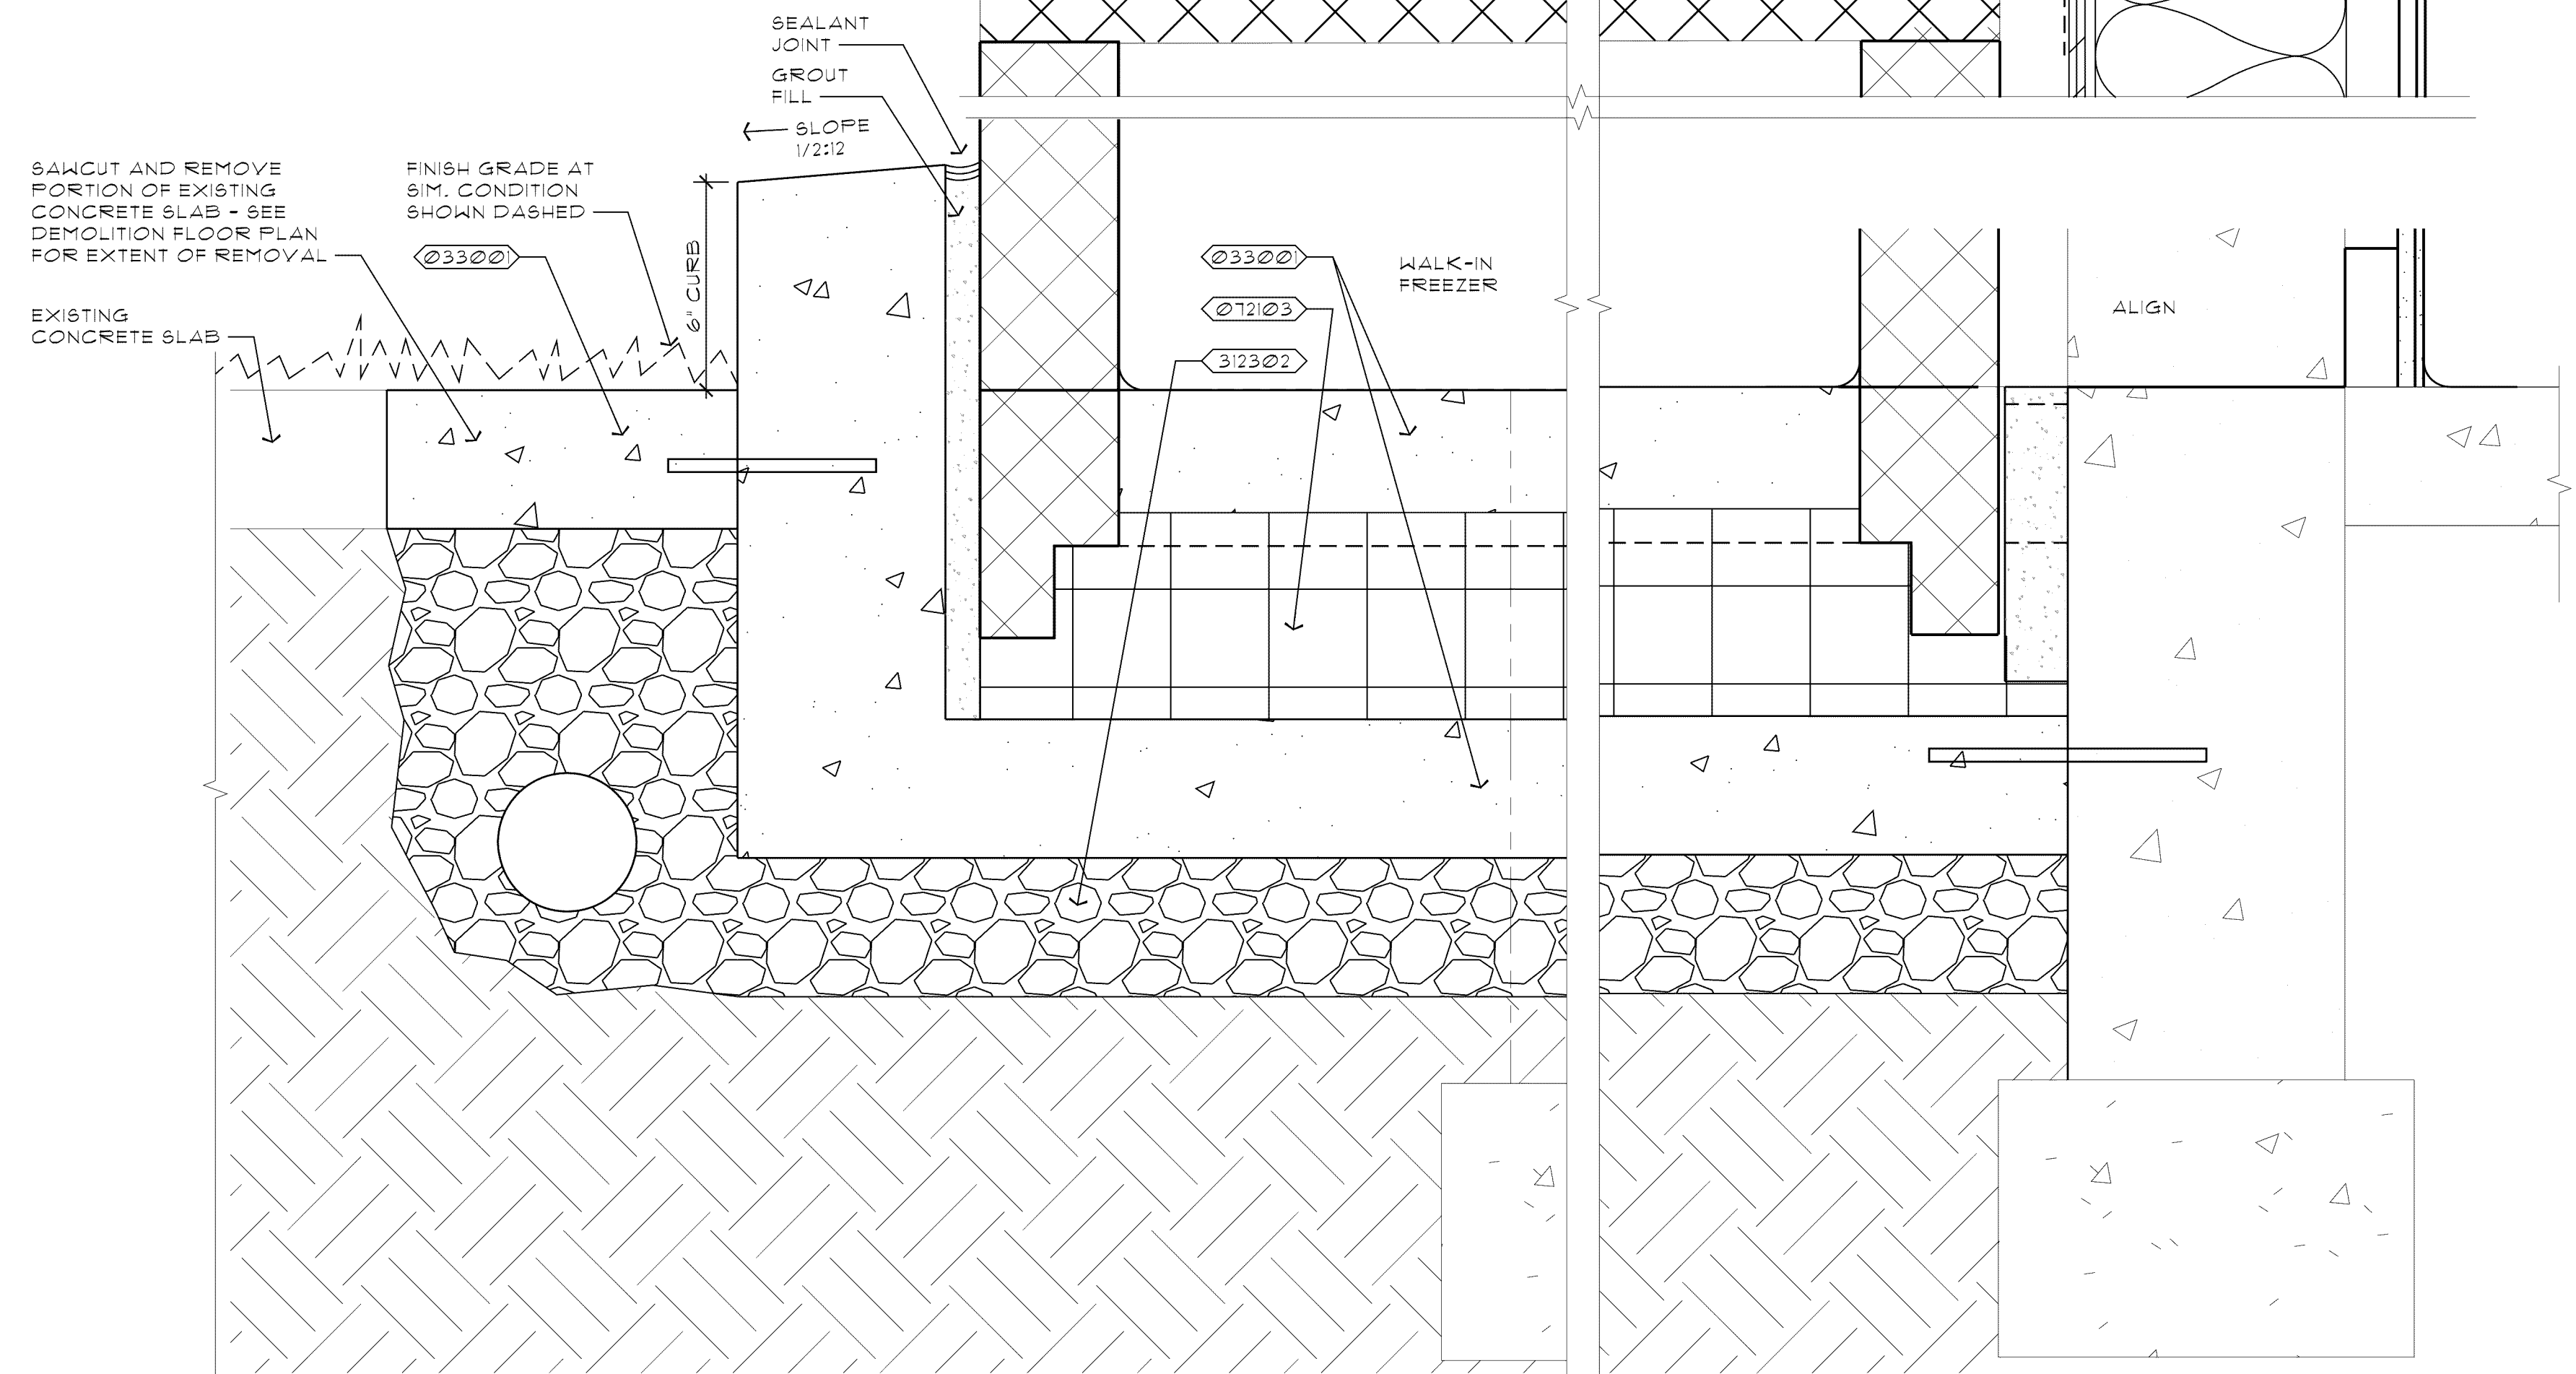 SEALANT
JOINT
GROUT
FILL
SLOPE
1/2:12
SAWCUT AND REMOVE
PORTION OF EXISTING
CONCRETE SLAB - SEE
DEMOLITION FLOOR PLAN
FOR EXTENT OF REMOVAL
FINISH GRADE AT
SIM. CONDITION
SHOWN DASHED
033001
EXISTING
CONCRETE SLAB
6" CURB
033001
072103
312302
WALK-IN
FREEZER
ALIGN